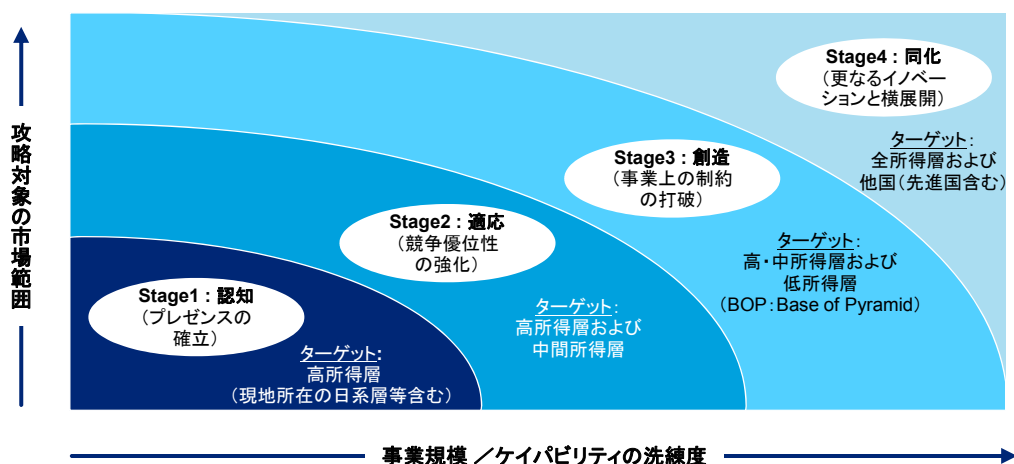 攻略対象の市場範囲
Stage4:同化
(更なるイノベー
ションと横展開)
ターゲット:
全所得層および
他国(先進国含む)
Stage3:創造
(事業上の制約
の打破)
ターゲット:
高・中所得層および
低所得層
(BOP:Base of Pyramid)
Stage2:適応
(競争優位性
の強化)
ターゲット:
高所得層および
中間所得層
Stage1:認知
(プレゼンスの
確立)
ターゲット:
高所得層
(現地所在の日系層等含む)
事業規模 /ケイパビリティの洗練度